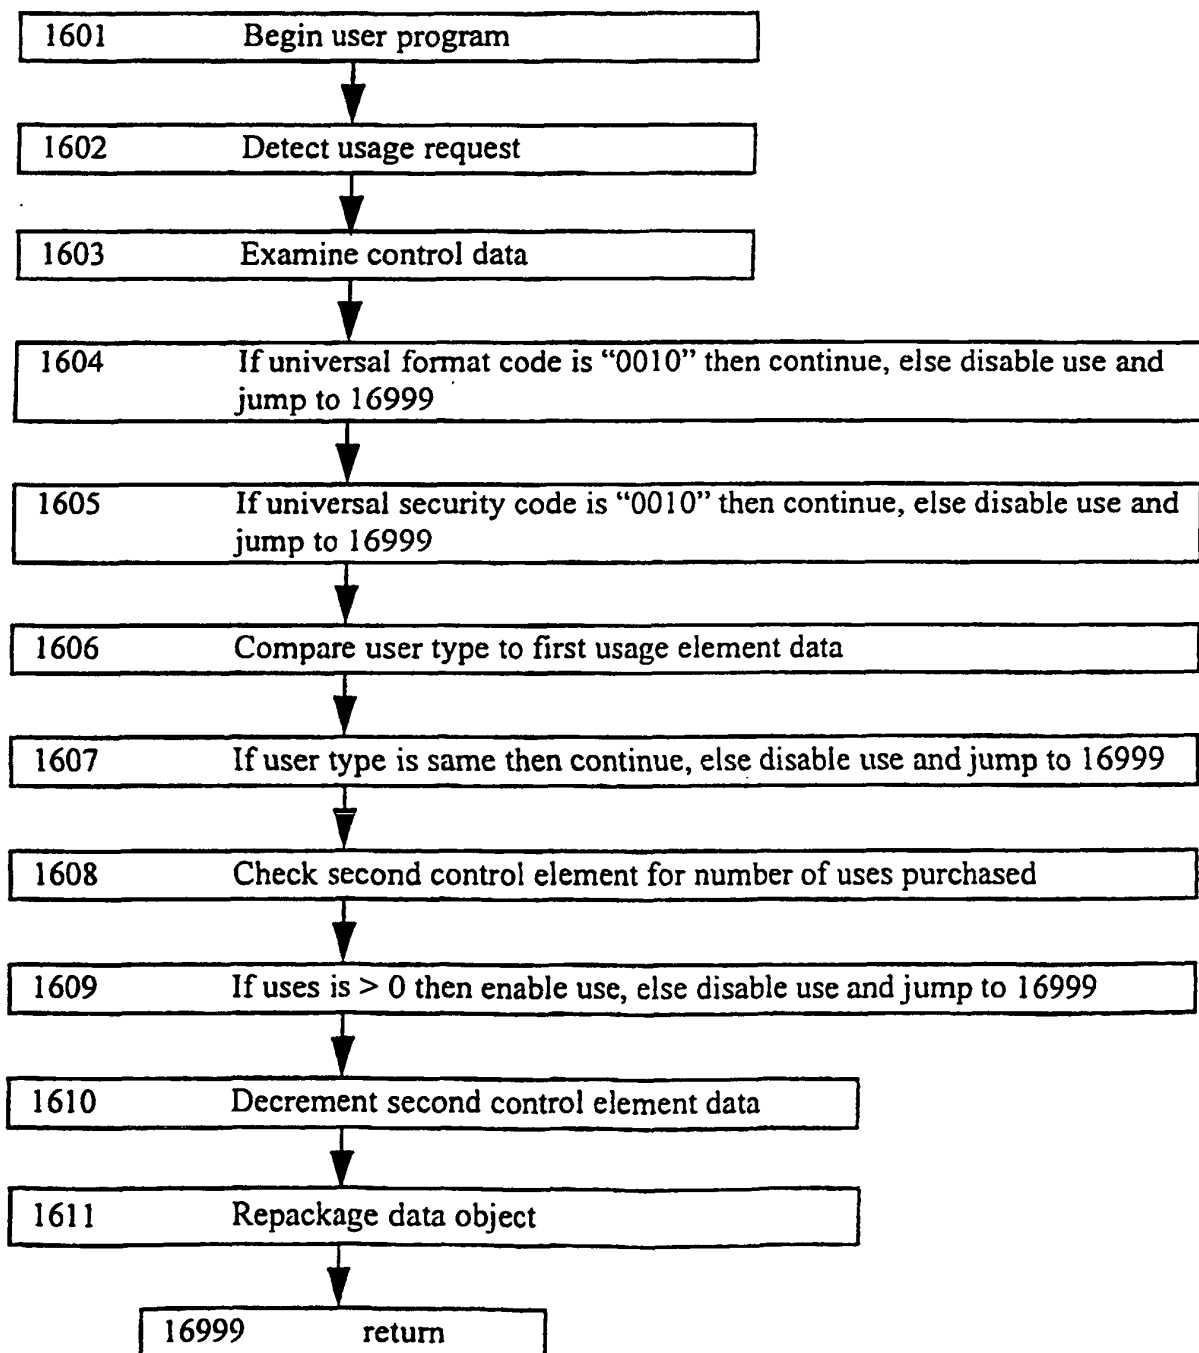 1601 Begin user program
1602 Detect usage request
1603 Examine control data
1604 If universal format code is “0010” then continue, else disable use and
jump to 16999
1605 If universal security code is “0010” then continue, else disable use and
jump to 16999
1606 Compare user type to first usage element data
1607 If user type is same then continue, else disable use and jump to 16999
1608 Check second control element for number of uses purchased
1609 If uses is > 0 then enable use, else disable use and jump to 16999
1610 Decrement second control element data
1611 Repackage data object
16999 return